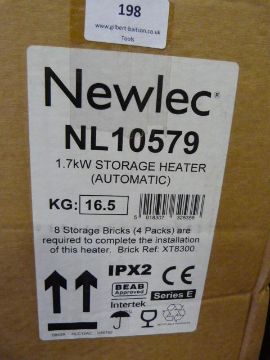 198
www.gilbert-baitson.co.uk
Tools
Newlec®
NL10579
1.7kW STORAGE HEATER
(AUTOMATIC)
KG: 16.5
8 Storage Bricks (4 Packs) are
required to complete the installation
of this heater. Brick Ref: XT8300
IPX2 CE
BEAB
Approved
Intertek
Series E